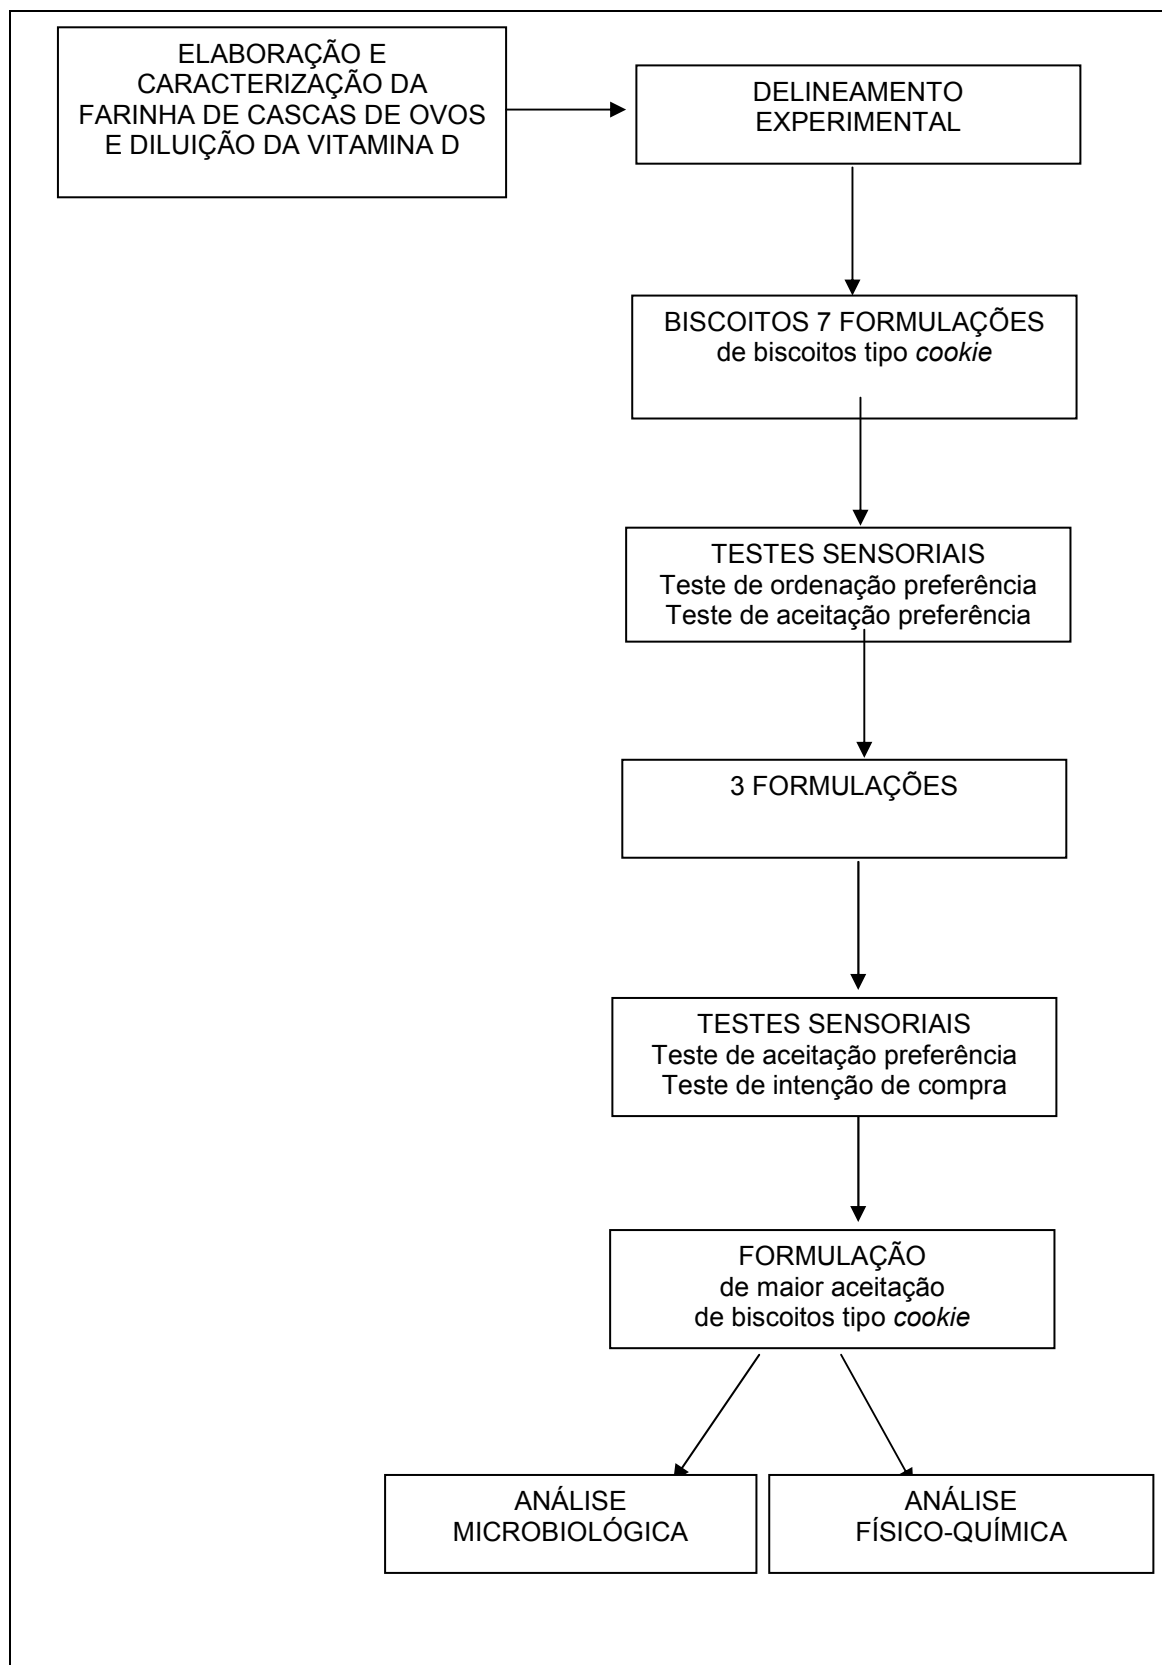 ELABORAÇÃO E
CARACTERIZAÇÃO DA
FARINHA DE CASCAS DE OVOS
E DILUIÇÃO DA VITAMINA D
DELINEAMENTO
EXPERIMENTAL
BISCOITOS 7 FORMULAÇÕES
de biscoitos tipo cookie
TESTES SENSORIAIS
Teste de ordenação preferência
Teste de aceitação preferência
3 FORMULAÇÕES
TESTES SENSORIAIS
Teste de aceitação preferência
Teste de intenção de compra
FORMULAÇÃO
de maior aceitação
de biscoitos tipo cookie
ANÁLISE
MICROBIOLÓGICA
ANÁLISE
FÍSICO-QUÍMICA